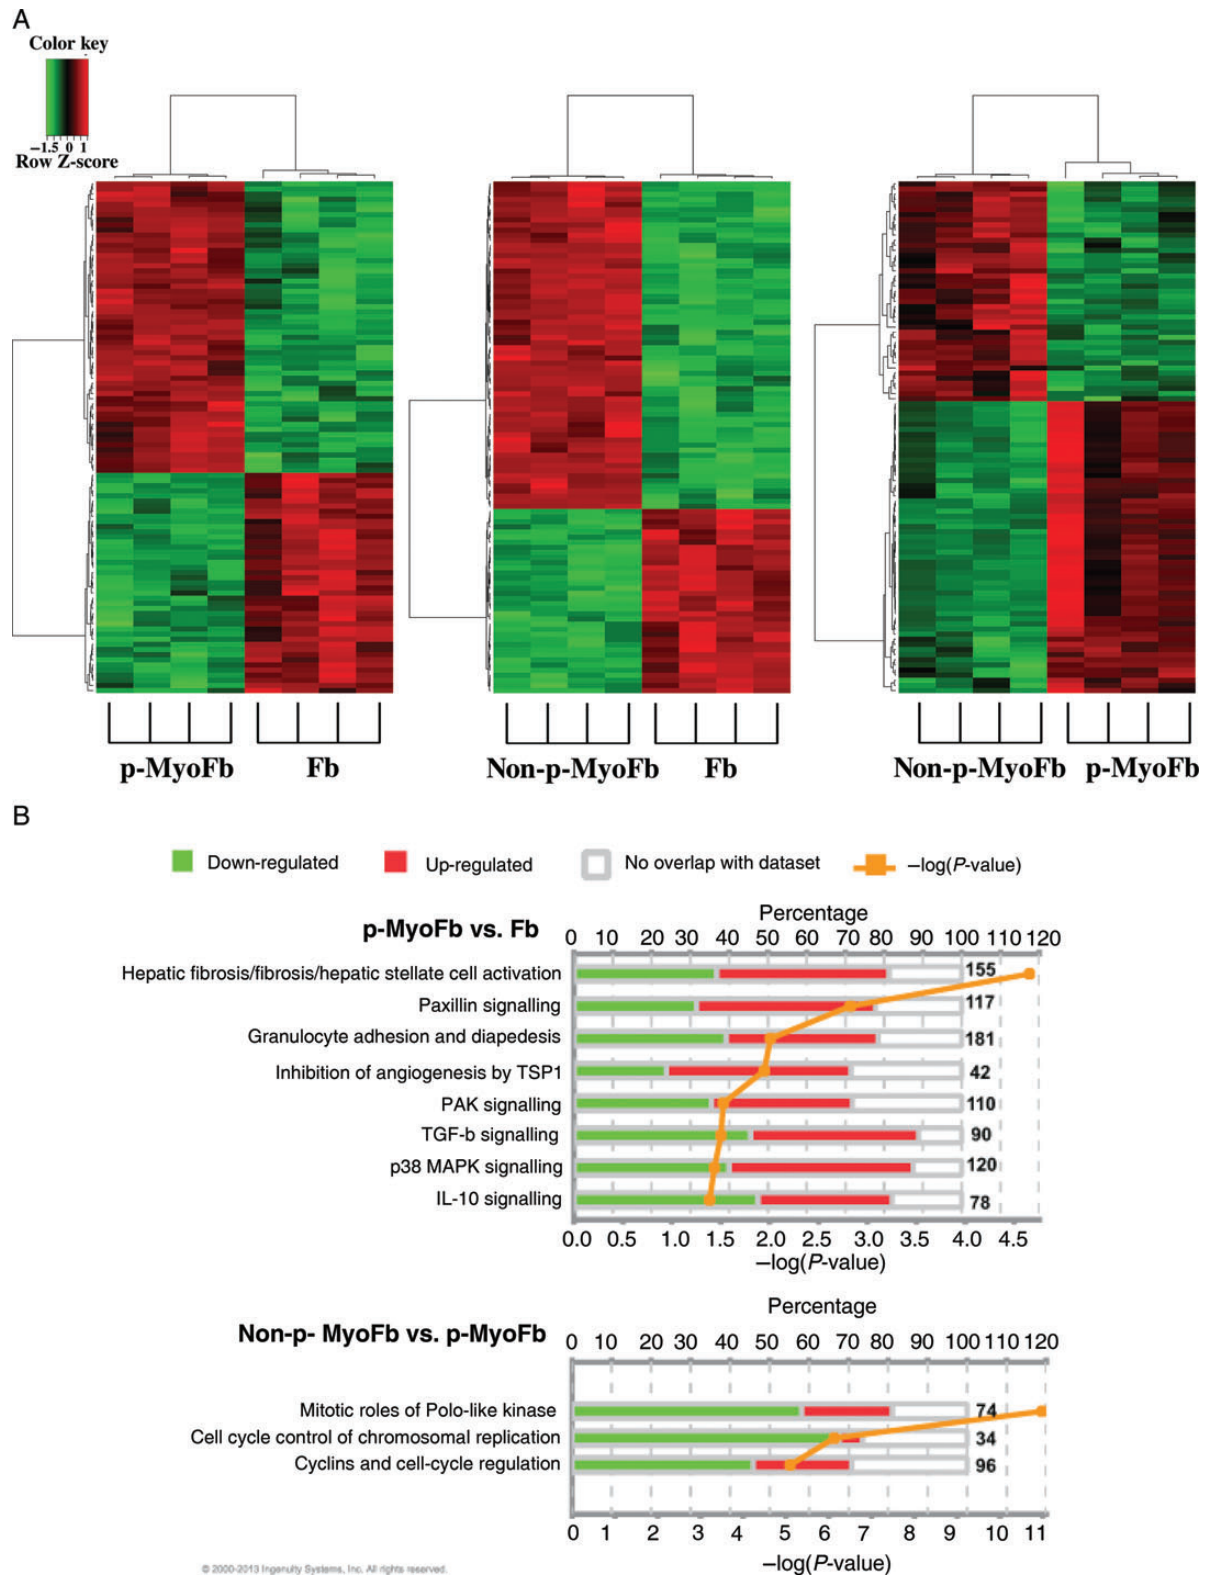 A
Color key
−1.5 0 1
Row Z-score
p-MyoFb Fb
Non-p-MyoFb Fb
Non-p-MyoFb p-MyoFb
B
Down-regulated Up-regulated No overlap with dataset −log(P-value)
p-MyoFb vs. Fb
Percentage
0 10 20 30 40 50 60 70 80 90 100 110 120
Hepatic fibrosis/fibrosis/hepatic stellate cell activation 155
Paxillin signalling 117
Granulocyte adhesion and diapedesis 181
Inhibition of angiogenesis by TSP1 42
PAK signalling 110
TGF-b signalling 90
p38 MAPK signalling 120
IL-10 signalling 78
0.0 0.5 1.0 1.5 2.0 2.5 3.0 3.5 4.0 4.5
−log(P-value)
Percentage
Non-p- MyoFb vs. p-MyoFb
0 10 20 30 40 50 60 70 80 90 100 110 120
Mitotic roles of Polo-like kinase 74
Cell cycle control of chromosomal replication 34
Cyclins and cell-cycle regulation 96
0 1 2 3 4 5 6 7 8 9 10 11
−log(P-value)
© 2000-2013 Ingenuity Systems, Inc. All rights reserved.